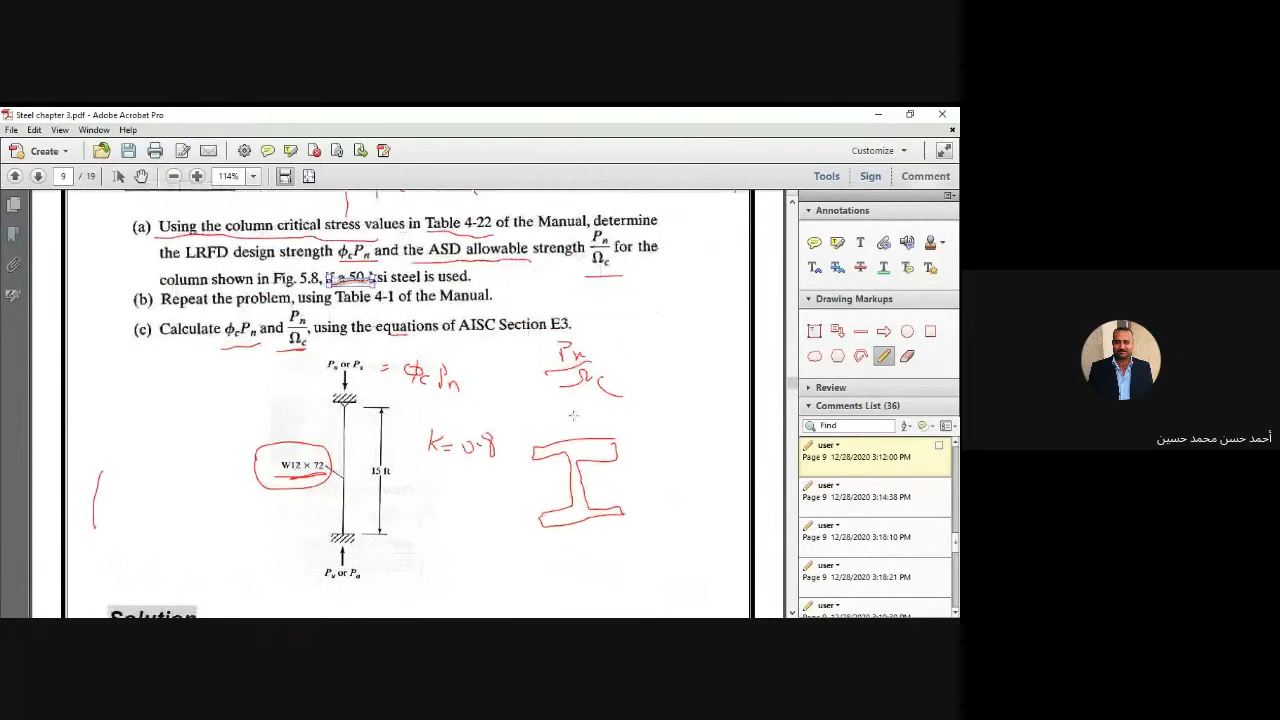 Steel chapter 3.pdf - Adobe Acrobat Pro
File Edit View Window Help
Create Customize
9 / 19 114% Tools Sign Comment
(a) Using the column critical stress values in Table 4-22 of the Manual, determine
the LRFD design strength ϕcPn and the ASD allowable strength Pn/Ωc for the
column shown in Fig. 5.8, if a 50 ksi steel is used.
(b) Repeat the problem, using Table 4-1 of the Manual.
(c) Calculate ϕcPn and Pn/Ωc, using the equations of AISC Section E3.
Pu or Pa = ϕc Pn
Pn/Ωc
K = 0.8
W12 × 72
15 ft
Pu or Pa
Solution
Annotations
Drawing Markups
Review
Comments List (36)
Find
user
Page 9 12/28/2020 3:12:00 PM
user
Page 9 12/28/2020 3:14:38 PM
user
Page 9 12/28/2020 3:18:10 PM
user
Page 9 12/28/2020 3:18:21 PM
user
أحمد حسن محمد حسين